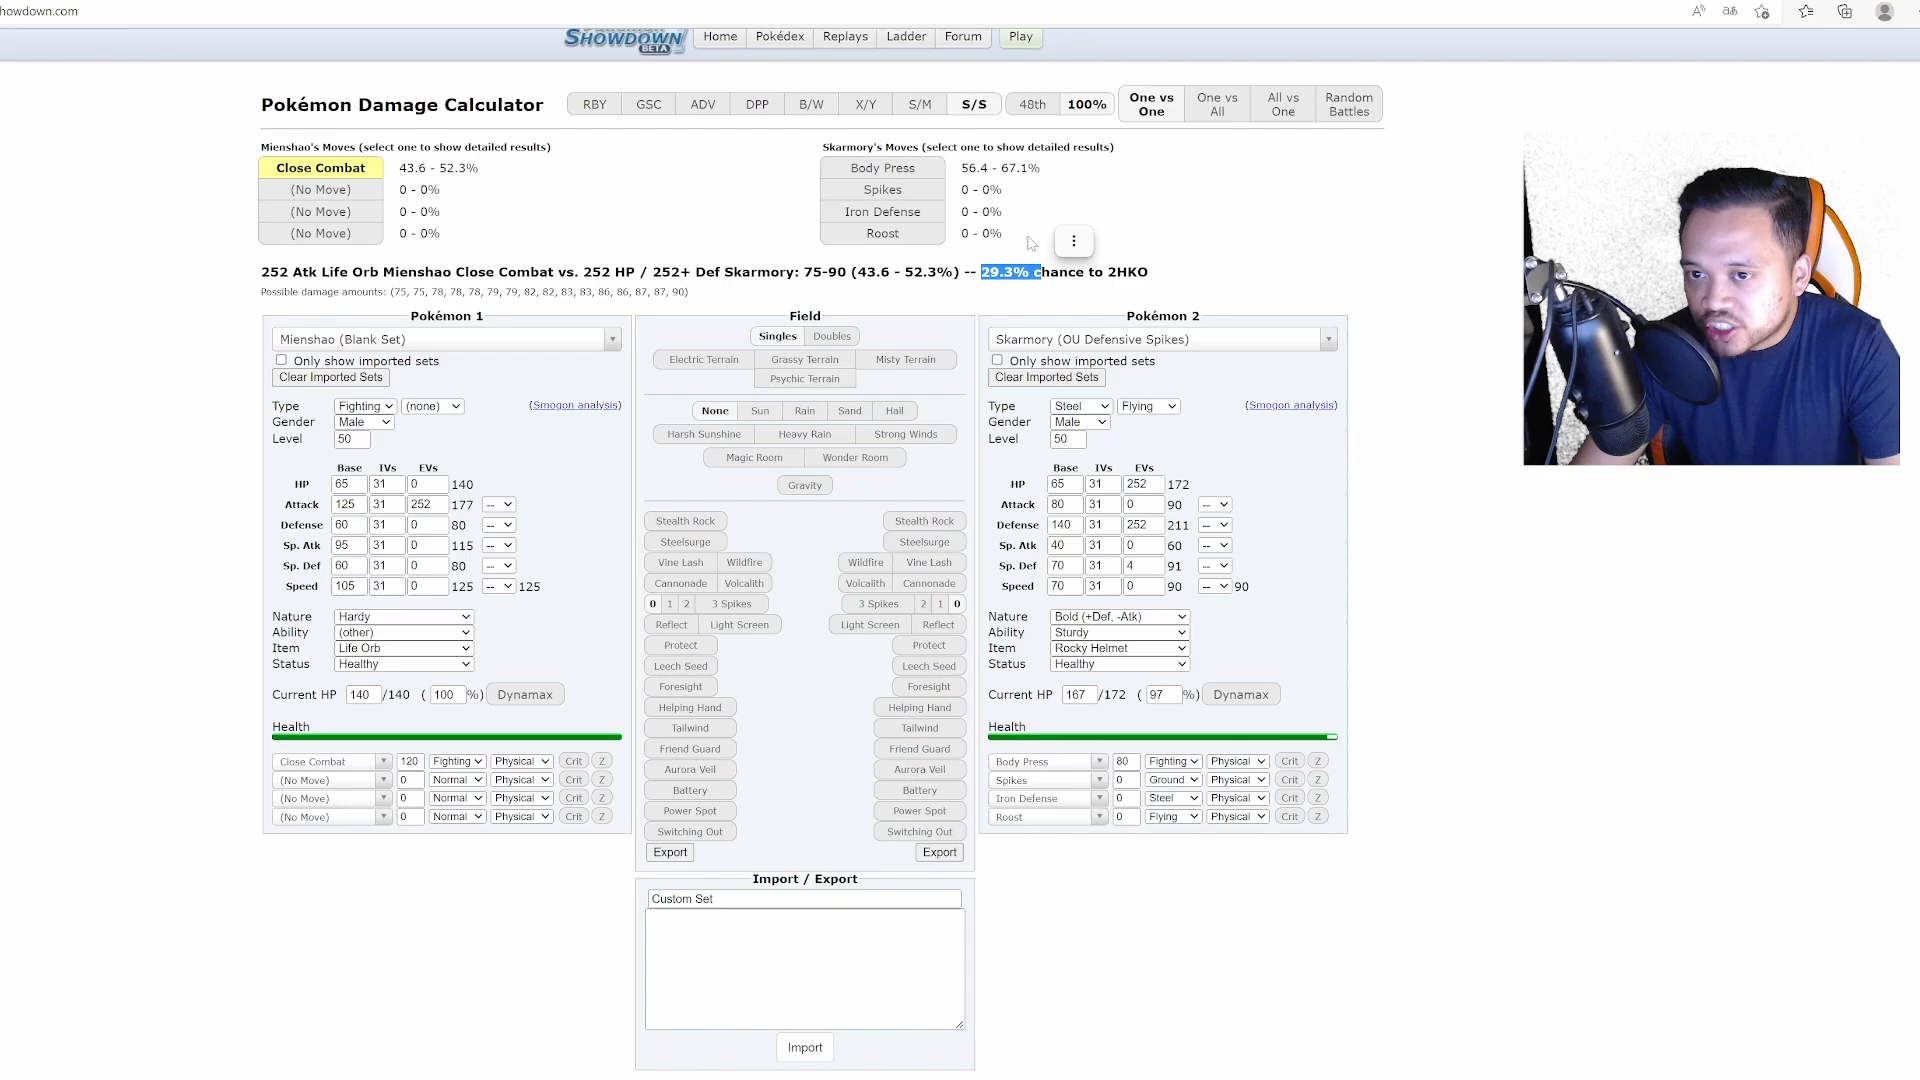 howdown.com
SHOWDOWN BETA Home Pokédex Replays Ladder Forum Play
Pokémon Damage Calculator RBY GSC ADV DPP B/W X/Y S/M S/S 48th 100% One vs One One vs All All vs One Random Battles
Mienshao's Moves (select one to show detailed results) Skarmory's Moves (select one to show detailed results)
Close Combat 43.6 - 52.3% Body Press 56.4 - 67.1%
(No Move) 0 - 0% Spikes 0 - 0%
(No Move) 0 - 0% Iron Defense 0 - 0%
(No Move) 0 - 0% Roost 0 - 0%
252 Atk Life Orb Mienshao Close Combat vs. 252 HP / 252+ Def Skarmory: 75-90 (43.6 - 52.3%) -- 29.3% chance to 2HKO
Possible damage amounts: (75, 75, 78, 78, 78, 79, 79, 82, 82, 83, 83, 86, 86, 87, 87, 90)
Pokémon 1
Mienshao (Blank Set)
Only show imported sets
Clear Imported Sets
Type Fighting (none) (Smogon analysis)
Gender Male
Level 50
Base IVs EVs
HP 65 31 0 140
Attack 125 31 252 177 --
Defense 60 31 0 80 --
Sp. Atk 95 31 0 115 --
Sp. Def 60 31 0 80 --
Speed 105 31 0 125 -- 125
Nature Hardy
Ability (other)
Item Life Orb
Status Healthy
Current HP 140 /140 ( 100 %) Dynamax
Health
Close Combat 120 Fighting Physical Crit Z
(No Move) 0 Normal Physical Crit Z
(No Move) 0 Normal Physical Crit Z
(No Move) 0 Normal Physical Crit Z
Field
Singles Doubles
Electric Terrain Grassy Terrain Misty Terrain
Psychic Terrain
None Sun Rain Sand Hail
Harsh Sunshine Heavy Rain Strong Winds
Magic Room Wonder Room
Gravity
Stealth Rock Stealth Rock
Steelsurge Steelsurge
Vine Lash Wildfire Wildfire Vine Lash
Cannonade Volcalith Volcalith Cannonade
0 1 2 3 Spikes 3 Spikes 2 1 0
Reflect Light Screen Light Screen Reflect
Protect Protect
Leech Seed Leech Seed
Foresight Foresight
Helping Hand Helping Hand
Tailwind Tailwind
Friend Guard Friend Guard
Aurora Veil Aurora Veil
Battery Battery
Power Spot Power Spot
Switching Out Switching Out
Export Export
Import / Export
Custom Set
Import
Pokémon 2
Skarmory (OU Defensive Spikes)
Only show imported sets
Clear Imported Sets
Type Steel Flying (Smogon analysis)
Gender Male
Level 50
Base IVs EVs
HP 65 31 252 172
Attack 80 31 0 90 --
Defense 140 31 252 211 --
Sp. Atk 40 31 0 60 --
Sp. Def 70 31 4 91 --
Speed 70 31 0 90 -- 90
Nature Bold (+Def, -Atk)
Ability Sturdy
Item Rocky Helmet
Status Healthy
Current HP 167 /172 ( 97 %) Dynamax
Health
Body Press 80 Fighting Physical Crit Z
Spikes 0 Ground Physical Crit Z
Iron Defense 0 Steel Physical Crit Z
Roost 0 Flying Physical Crit Z